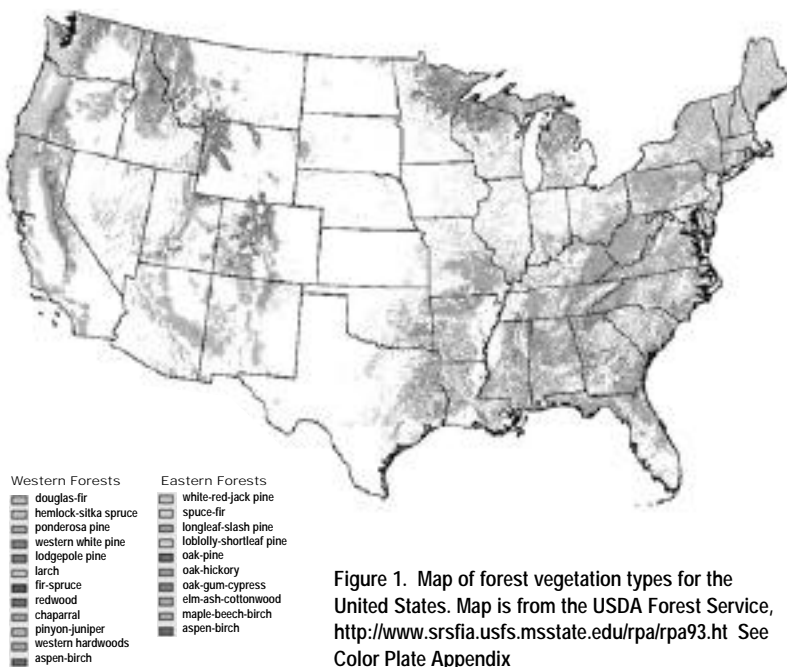 Western Forests
douglas-fir
hemlock-sitka spruce
ponderosa pine
western white pine
lodgepole pine
larch
fir-spruce
redwood
chaparral
pinyon-juniper
western hardwoods
aspen-birch
Eastern Forests
white-red-jack pine
spuce-fir
longleaf-slash pine
loblolly-shortleaf pine
oak-pine
oak-hickory
oak-gum-cypress
elm-ash-cottonwood
maple-beech-birch
aspen-birch
Figure 1. Map of forest vegetation types for the
United States. Map is from the USDA Forest Service,
http://www.srsfia.usfs.msstate.edu/rpa/rpa93.ht See
Color Plate Appendix